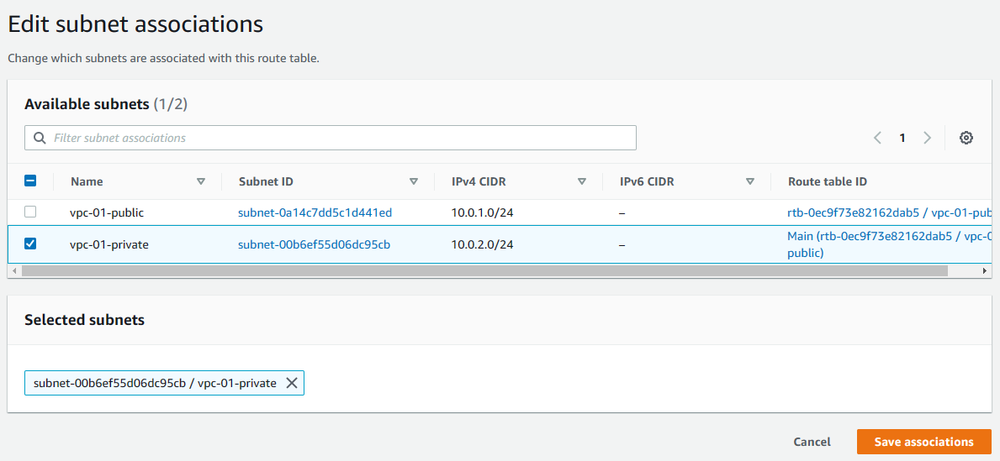 Edit subnet associations
Change which subnets are associated with this route table.
Available subnets (1/2)
Filter subnet associations
1
Name Subnet ID IPv4 CIDR IPv6 CIDR Route table ID
vpc-01-public subnet-0a14c7dd5c1d441ed 10.0.1.0/24 – rtb-0ec9f73e82162dab5 / vpc-01-pub
vpc-01-private subnet-00b6ef55d06dc95cb 10.0.2.0/24 – Main (rtb-0ec9f73e82162dab5 / vpc-0
public)
Selected subnets
subnet-00b6ef55d06dc95cb / vpc-01-private
Cancel Save associations